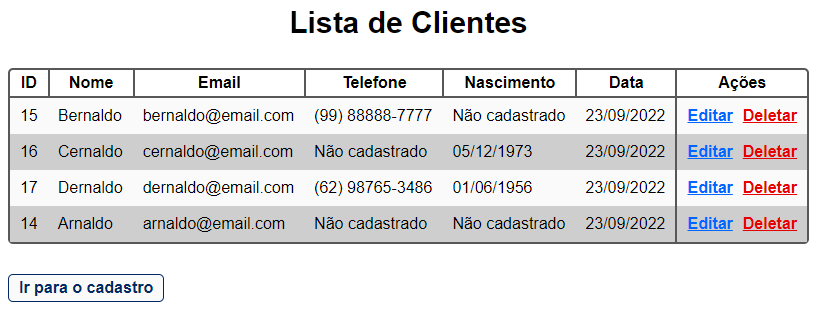 Lista de Clientes
ID Nome Email Telefone Nascimento Data Ações
15 Bernaldo bernaldo@email.com (99) 88888-7777 Não cadastrado 23/09/2022 Editar Deletar
16 Cernaldo cernaldo@email.com Não cadastrado 05/12/1973 23/09/2022 Editar Deletar
17 Dernaldo dernaldo@email.com (62) 98765-3486 01/06/1956 23/09/2022 Editar Deletar
14 Arnaldo arnaldo@email.com Não cadastrado Não cadastrado 23/09/2022 Editar Deletar
Ir para o cadastro